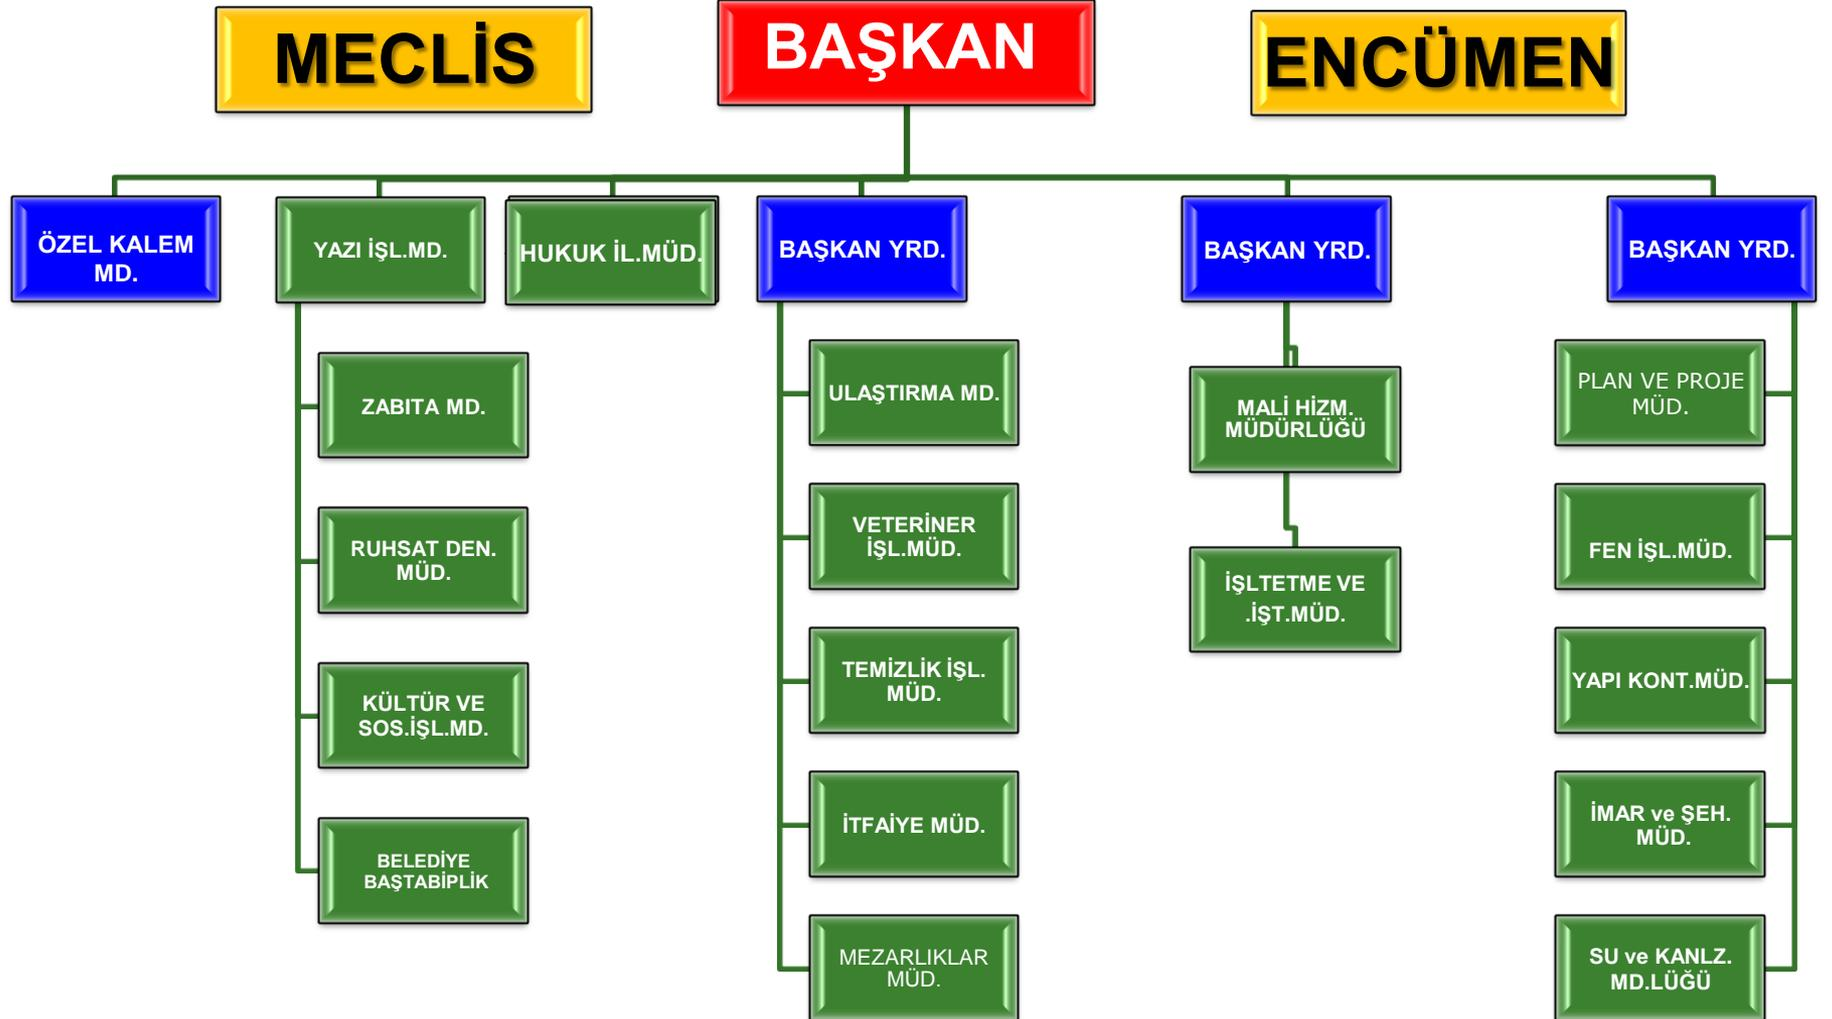 MECLİS
BAŞKAN
ENCÜMEN
ÖZEL KALEM
MD.
YAZI İŞL.MD.
HUKUK İL.MÜD.
BAŞKAN YRD.
BAŞKAN YRD.
BAŞKAN YRD.
ZABITA MD.
RUHSAT DEN.
MÜD.
KÜLTÜR VE
SOS.İŞL.MD.
BELEDİYE
BAŞTABİPLİK
ULAŞTIRMA MD.
VETERİNER
İŞL.MÜD.
TEMİZLİK İŞL.
MÜD.
İTFAİYE MÜD.
MEZARLIKLAR
MÜD.
MALİ HİZM.
MÜDÜRLÜĞÜ
İŞLTETME VE
.İŞT.MÜD.
PLAN VE PROJE
MÜD.
FEN İŞL.MÜD.
YAPI KONT.MÜD.
İMAR ve ŞEH.
MÜD.
SU ve KANLZ.
MD.LÜĞÜ